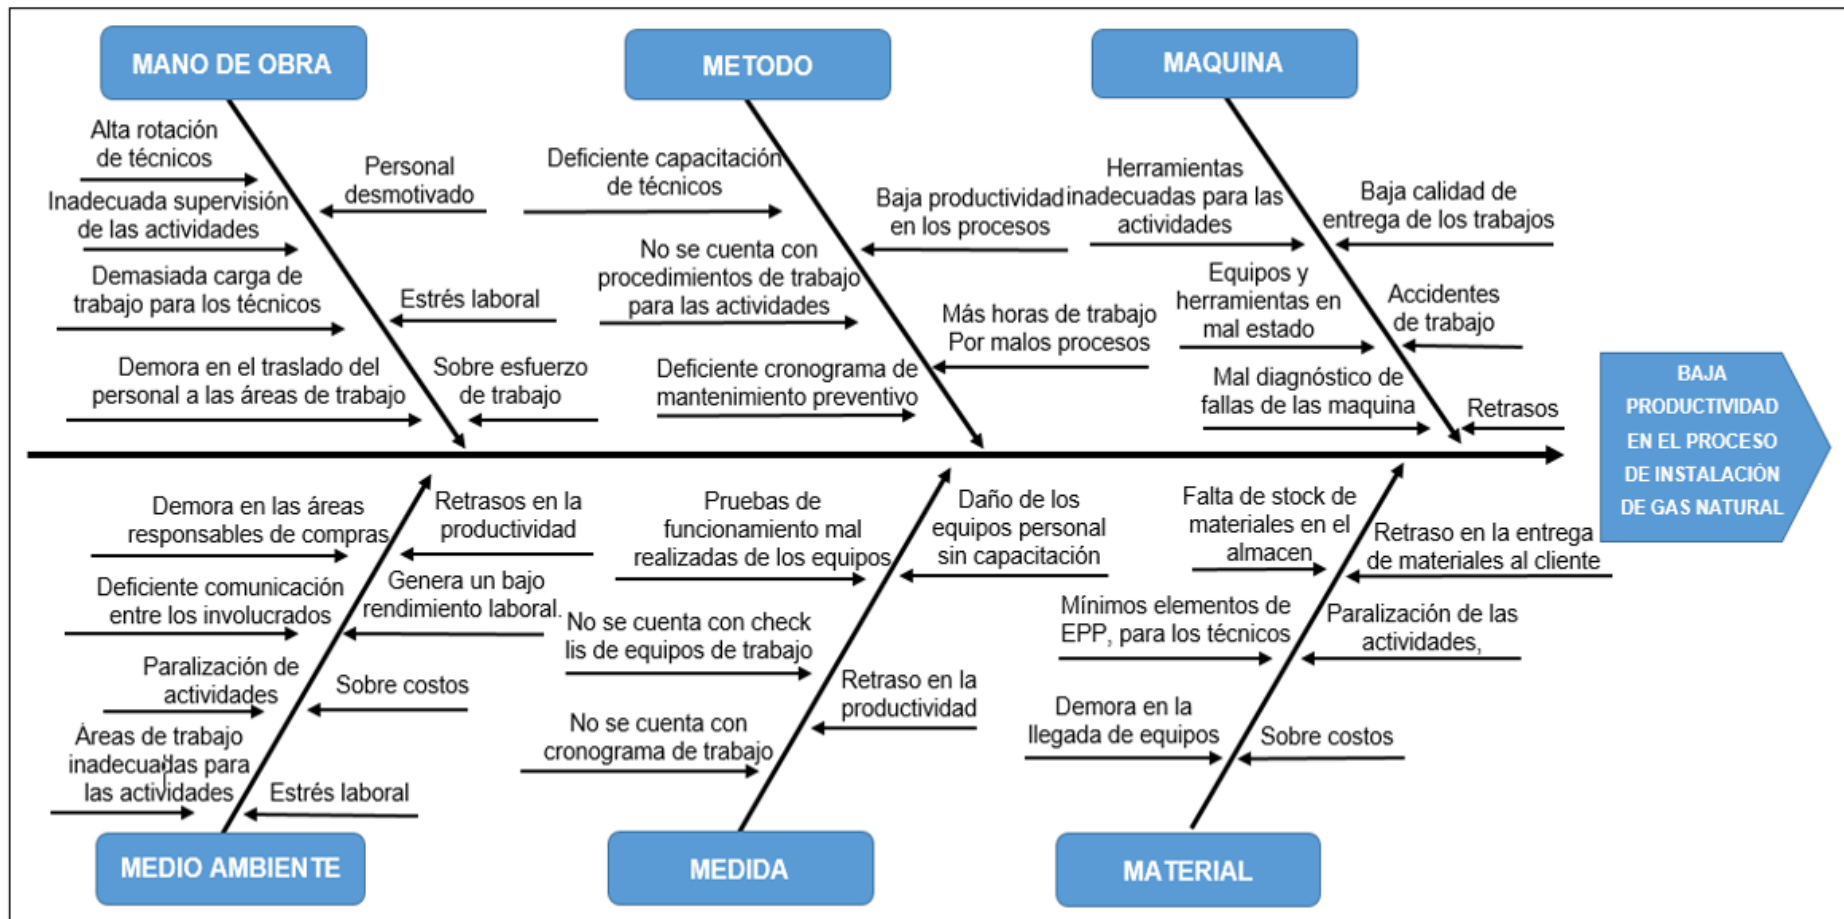 MANO DE OBRA
METODO
MAQUINA
Alta rotación
de técnicos
Inadecuada supervisión
de las actividades
Demasiada carga de
trabajo para los técnicos
Demora en el traslado del
personal a las áreas de trabajo
Personal
desmotivado
Estrés laboral
Sobre esfuerzo
de trabajo
Deficiente capacitación
de técnicos
No se cuenta con
procedimientos de trabajo
para las actividades
Deficiente cronograma de
mantenimiento preventivo
Baja productividad
en los procesos
Más horas de trabajo
Por malos procesos
Herramientas
inadecuadas para las
actividades
Equipos y
herramientas en
mal estado
Mal diagnóstico de
fallas de las maquina
Baja calidad de
entrega de los trabajos
Accidentes
de trabajo
Retrasos
BAJA
PRODUCTIVIDAD
EN EL PROCESO
DE INSTALACIÓN
DE GAS NATURAL
Demora en las áreas
responsables de compras
Deficiente comunicación
entre los involucrados
Paralización de
actividades
Áreas de trabajo
inadecuadas para
las actividades
Retrasos en la
productividad
Genera un bajo
rendimiento laboral.
Sobre costos
Estrés laboral
Pruebas de
funcionamiento mal
realizadas de los equipos
No se cuenta con check
lis de equipos de trabajo
No se cuenta con
cronograma de trabajo
Daño de los
equipos personal
sin capacitación
Retraso en la
productividad
Falta de stock de
materiales en el
almacen
Mínimos elementos de
EPP, para los técnicos
Demora en la
llegada de equipos
Retraso en la entrega
de materiales al cliente
Paralización de las
actividades,
Sobre costos
MEDIO AMBIENTE
MEDIDA
MATERIAL